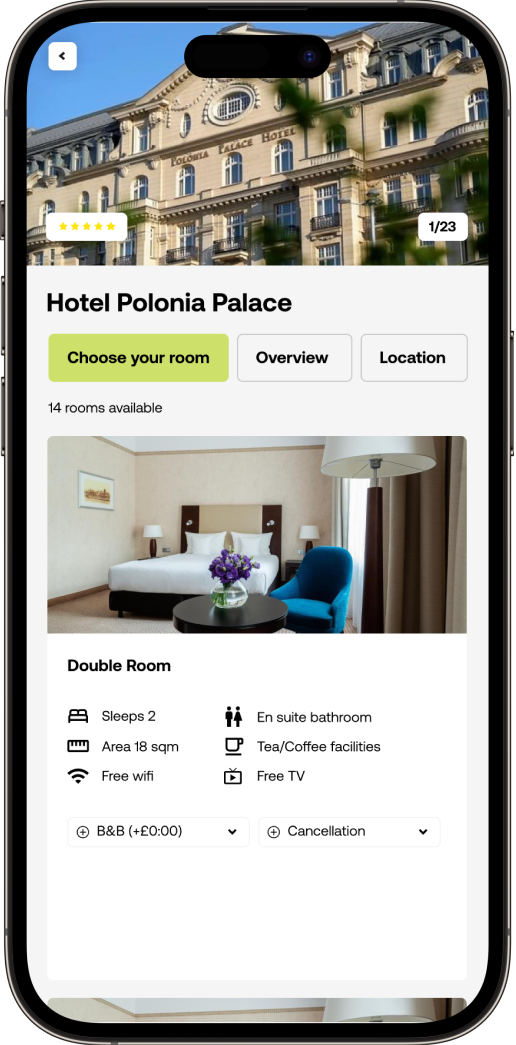 POLONIA PALACE HOTEL
1/23
Hotel Polonia Palace
Choose your room
Overview
Location
14 rooms available
Double Room
Sleeps 2
En suite bathroom
Area 18 sqm
Tea/Coffee facilities
Free wifi
Free TV
B&B (+£0:00)
Cancellation